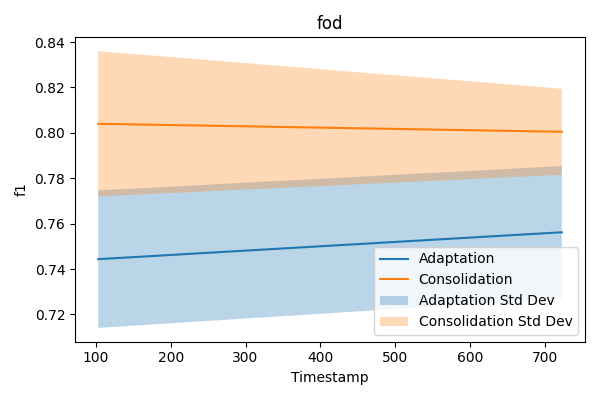 fod
0.84
0.82
0.80
0.78
0.76
0.74
0.72
f1
100 200 300 400 500 600 700
Timestamp
Adaptation
Consolidation
Adaptation Std Dev
Consolidation Std Dev